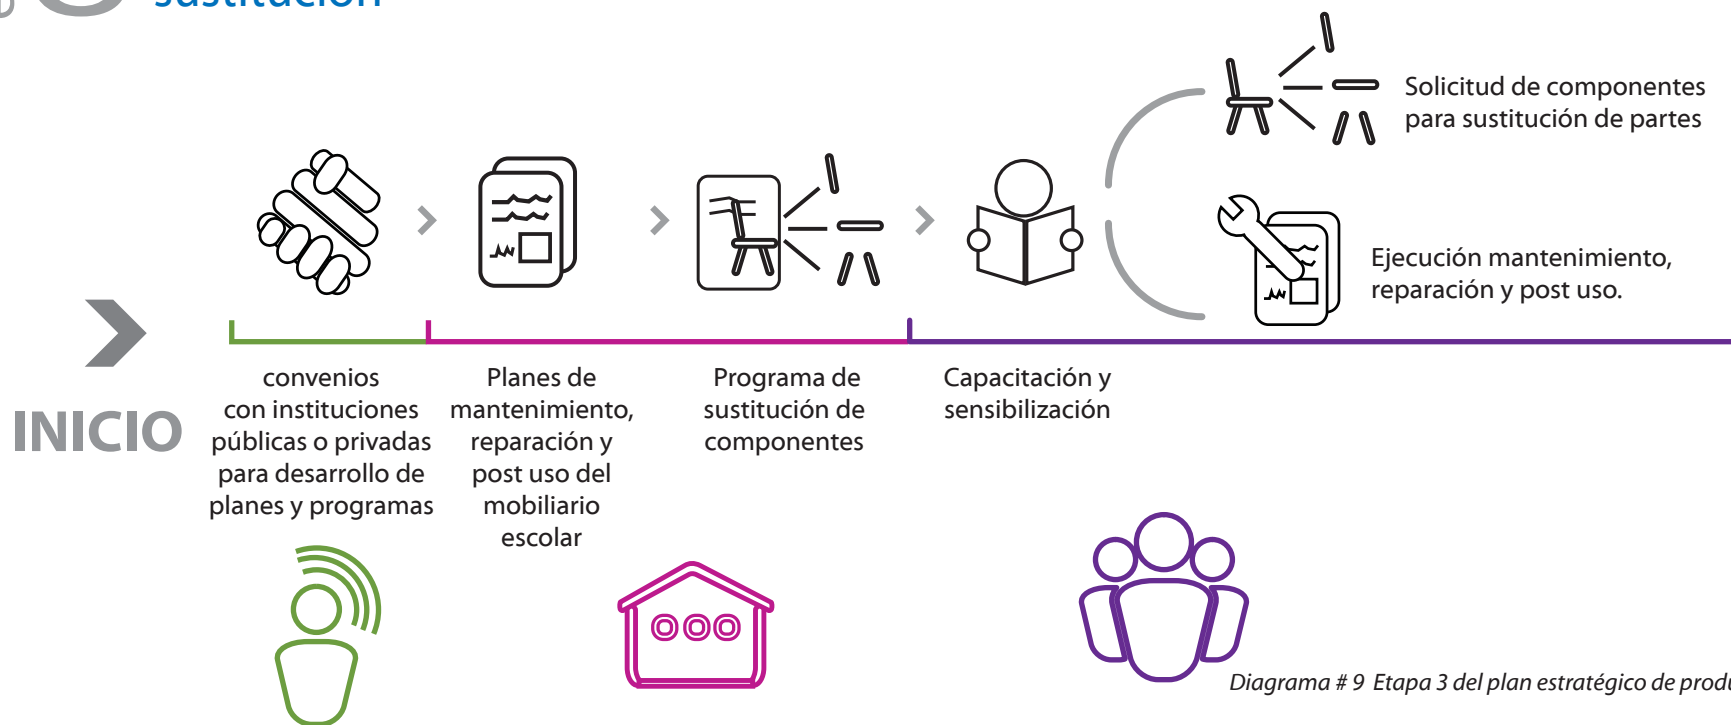 sustitución
Solicitud de componentes
para sustitución de partes
Ejecución mantenimiento,
reparación y post uso.
INICIO
convenios
con instituciones
públicas o privadas
para desarrollo de
planes y programas
Planes de
mantenimiento,
reparación y
post uso del
mobiliario
escolar
Programa de
sustitución de
componentes
Capacitación y
sensibilización
Diagrama # 9 Etapa 3 del plan estratégico de produ